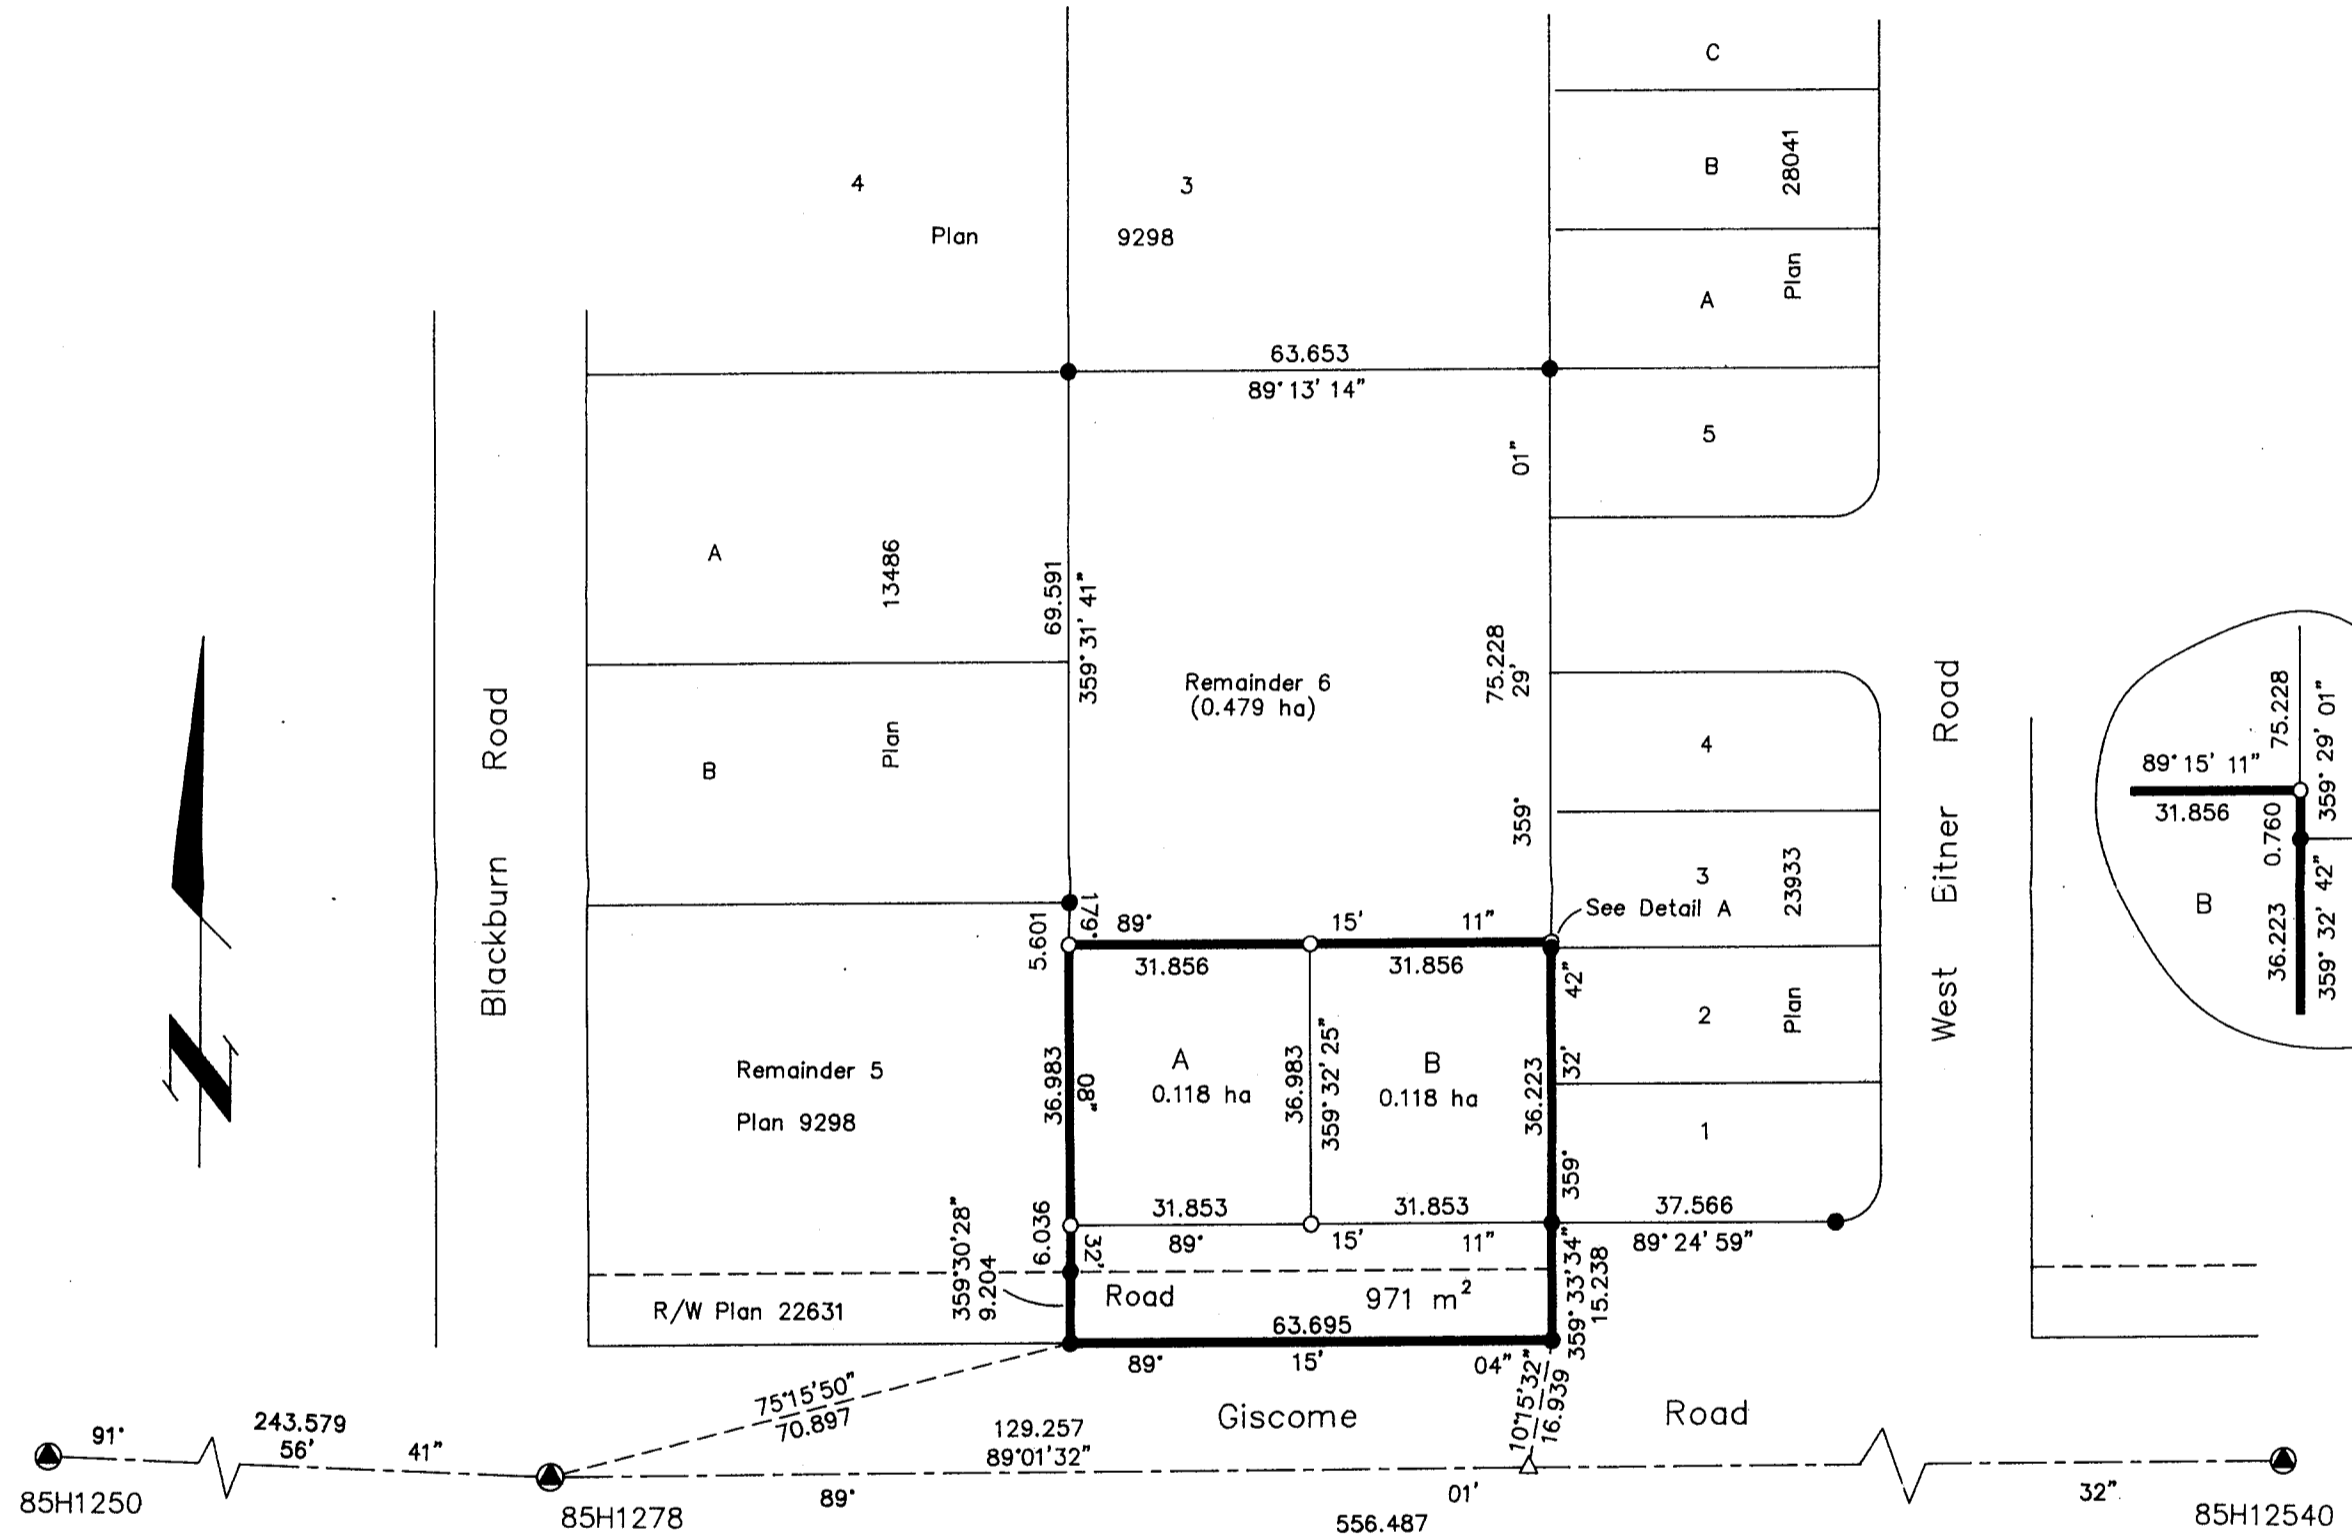 C
B
28041
A
Plan
5
4
3
Plan 9298
63.653
89° 13' 14"
A
13486
B
Plan
69.591
359° 31' 41"
Remainder 6
(0.479 ha)
75.228
359° 29' 01"
4
3
23933
2
Plan
1
See Detail A
Blackburn Road
West Bitner Road
N
5.601
179° 32' 08"
89° 15' 11"
31.856
31.856
36.983
A
0.118 ha
36.983
359° 32' 25"
B
0.118 ha
36.223
359° 32' 42"
Remainder 5
Plan 9298
6.036
359°30'28"
9.204
31.853
31.853
89° 15' 11"
37.566
89° 24' 59"
R/W Plan 22631
Road
971 m²
63.695
89° 15' 04"
359° 33' 34"
15.238
75°15'50"
70.897
10°15'32"
16.939
Giscome Road
243.579
91° 56' 41"
129.257
89°01'32"
89° 01' 32"
556.487
85H1250
85H1278
85H12540
75.228
359° 29' 01"
89° 15' 11"
31.856
0.760
B
36.223
359° 32' 42"